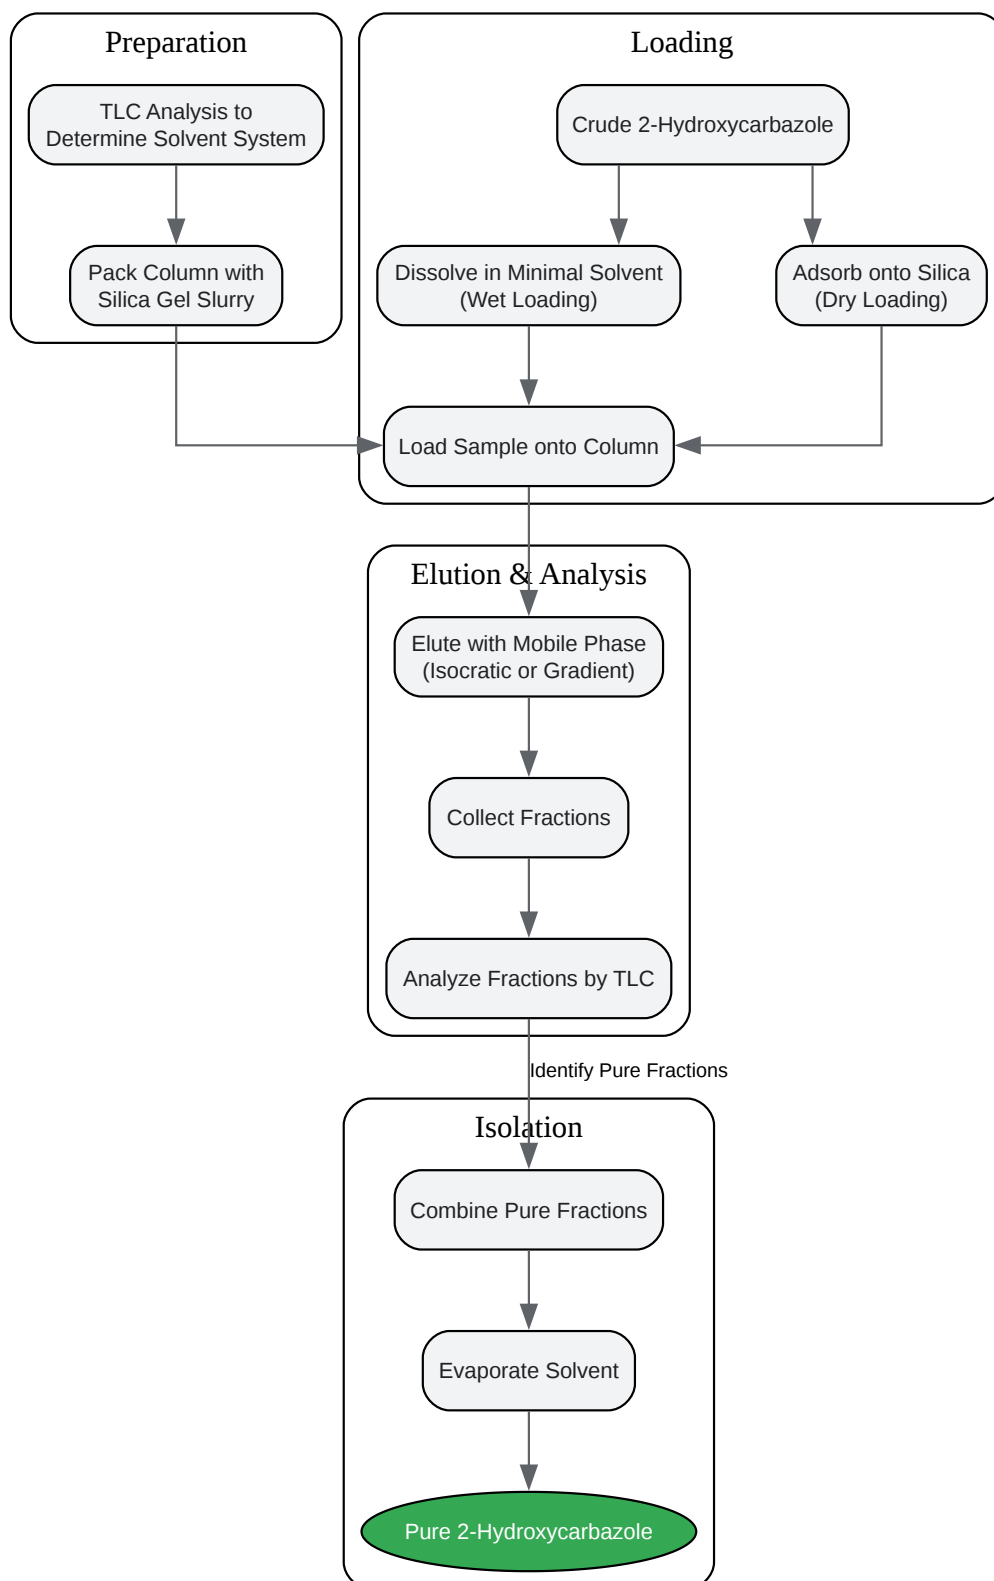 Preparation
TLC Analysis to
Determine Solvent System
Pack Column with
Silica Gel Slurry
Loading
Crude 2-Hydroxycarbazole
Dissolve in Minimal Solvent
(Wet Loading)
Adsorb onto Silica
(Dry Loading)
Load Sample onto Column
Elution & Analysis
Elute with Mobile Phase
(Isocratic or Gradient)
Collect Fractions
Analyze Fractions by TLC
Identify Pure Fractions
Isolation
Combine Pure Fractions
Evaporate Solvent
Pure 2-Hydroxycarbazole